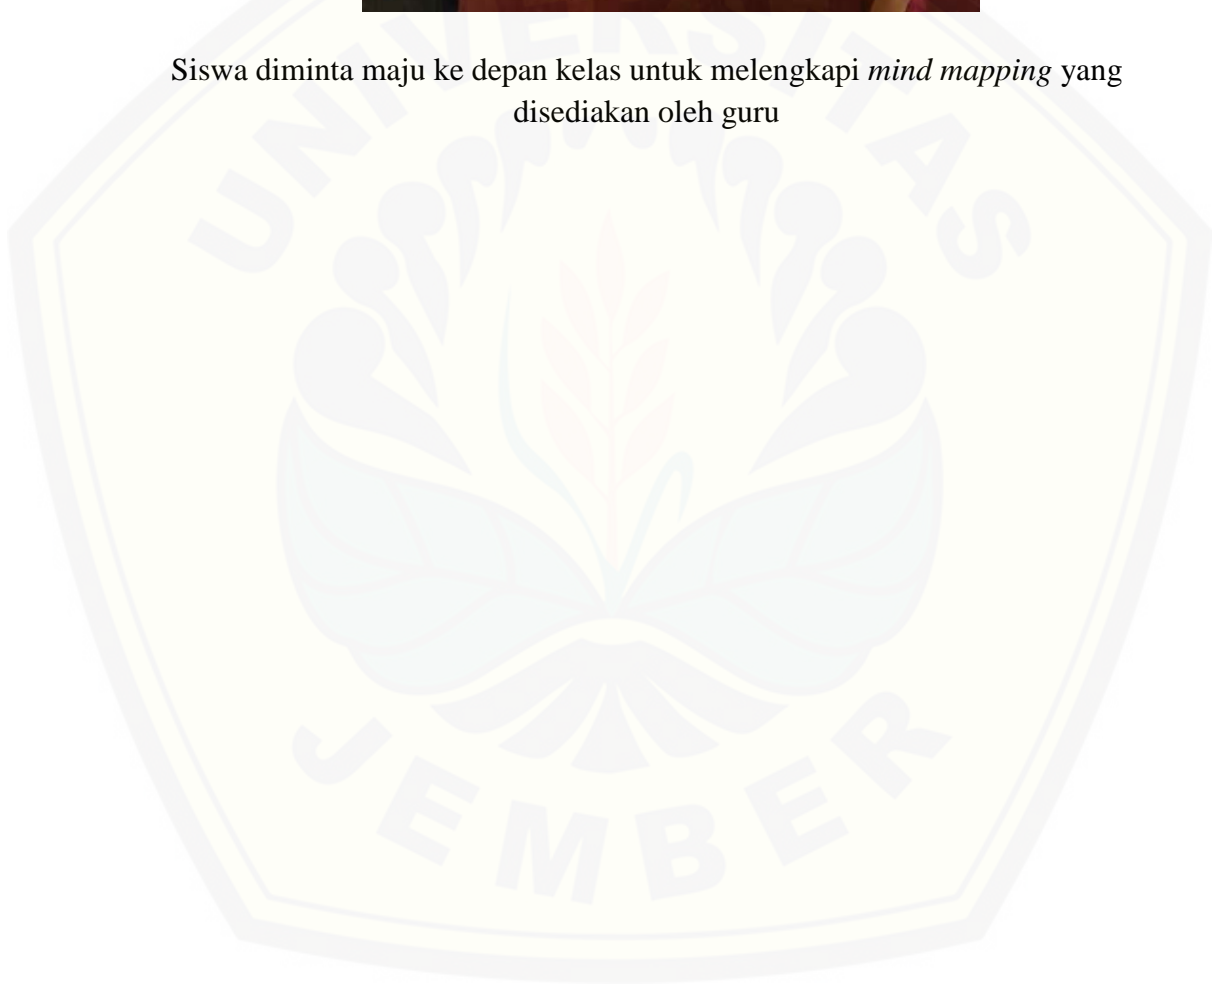 Siswa diminta maju ke depan kelas untuk melengkapi mind mapping yang
disediakan oleh guru
UNIVERSITAS
JEMBER